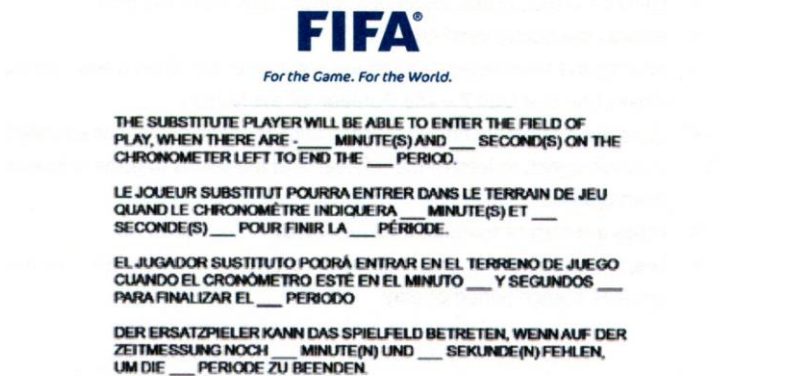 FIFA®
For the Game. For the World.
THE SUBSTITUTE PLAYER WILL BE ABLE TO ENTER THE FIELD OF
PLAY, WHEN THERE ARE -____ MINUTE(S) AND ___ SECOND(S) ON THE
CHRONOMETER LEFT TO END THE ___ PERIOD.
LE JOUEUR SUBSTITUT POURRA ENTRER DANS LE TERRAIN DE JEU
QUAND LE CHRONOMÈTRE INDIQUERA ___ MINUTE(S) ET ___
SECONDE(S) ___ POUR FINIR LA ___ PÉRIODE.
EL JUGADOR SUSTITUTO PODRÁ ENTRAR EN EL TERRENO DE JUEGO
CUANDO EL CRONÓMETRO ESTÉ EN EL MINUTO ___ Y SEGUNDOS ___
PARA FINALIZAR EL ___ PERIODO
DER ERSATZPIELER KANN DAS SPIELFELD BETRETEN, WENN AUF DER
ZEITMESSUNG NOCH ___ MINUTE(N) UND ___ SEKUNDE(N) FEHLEN,
UM DIE ___ PERIODE ZU BEENDEN.